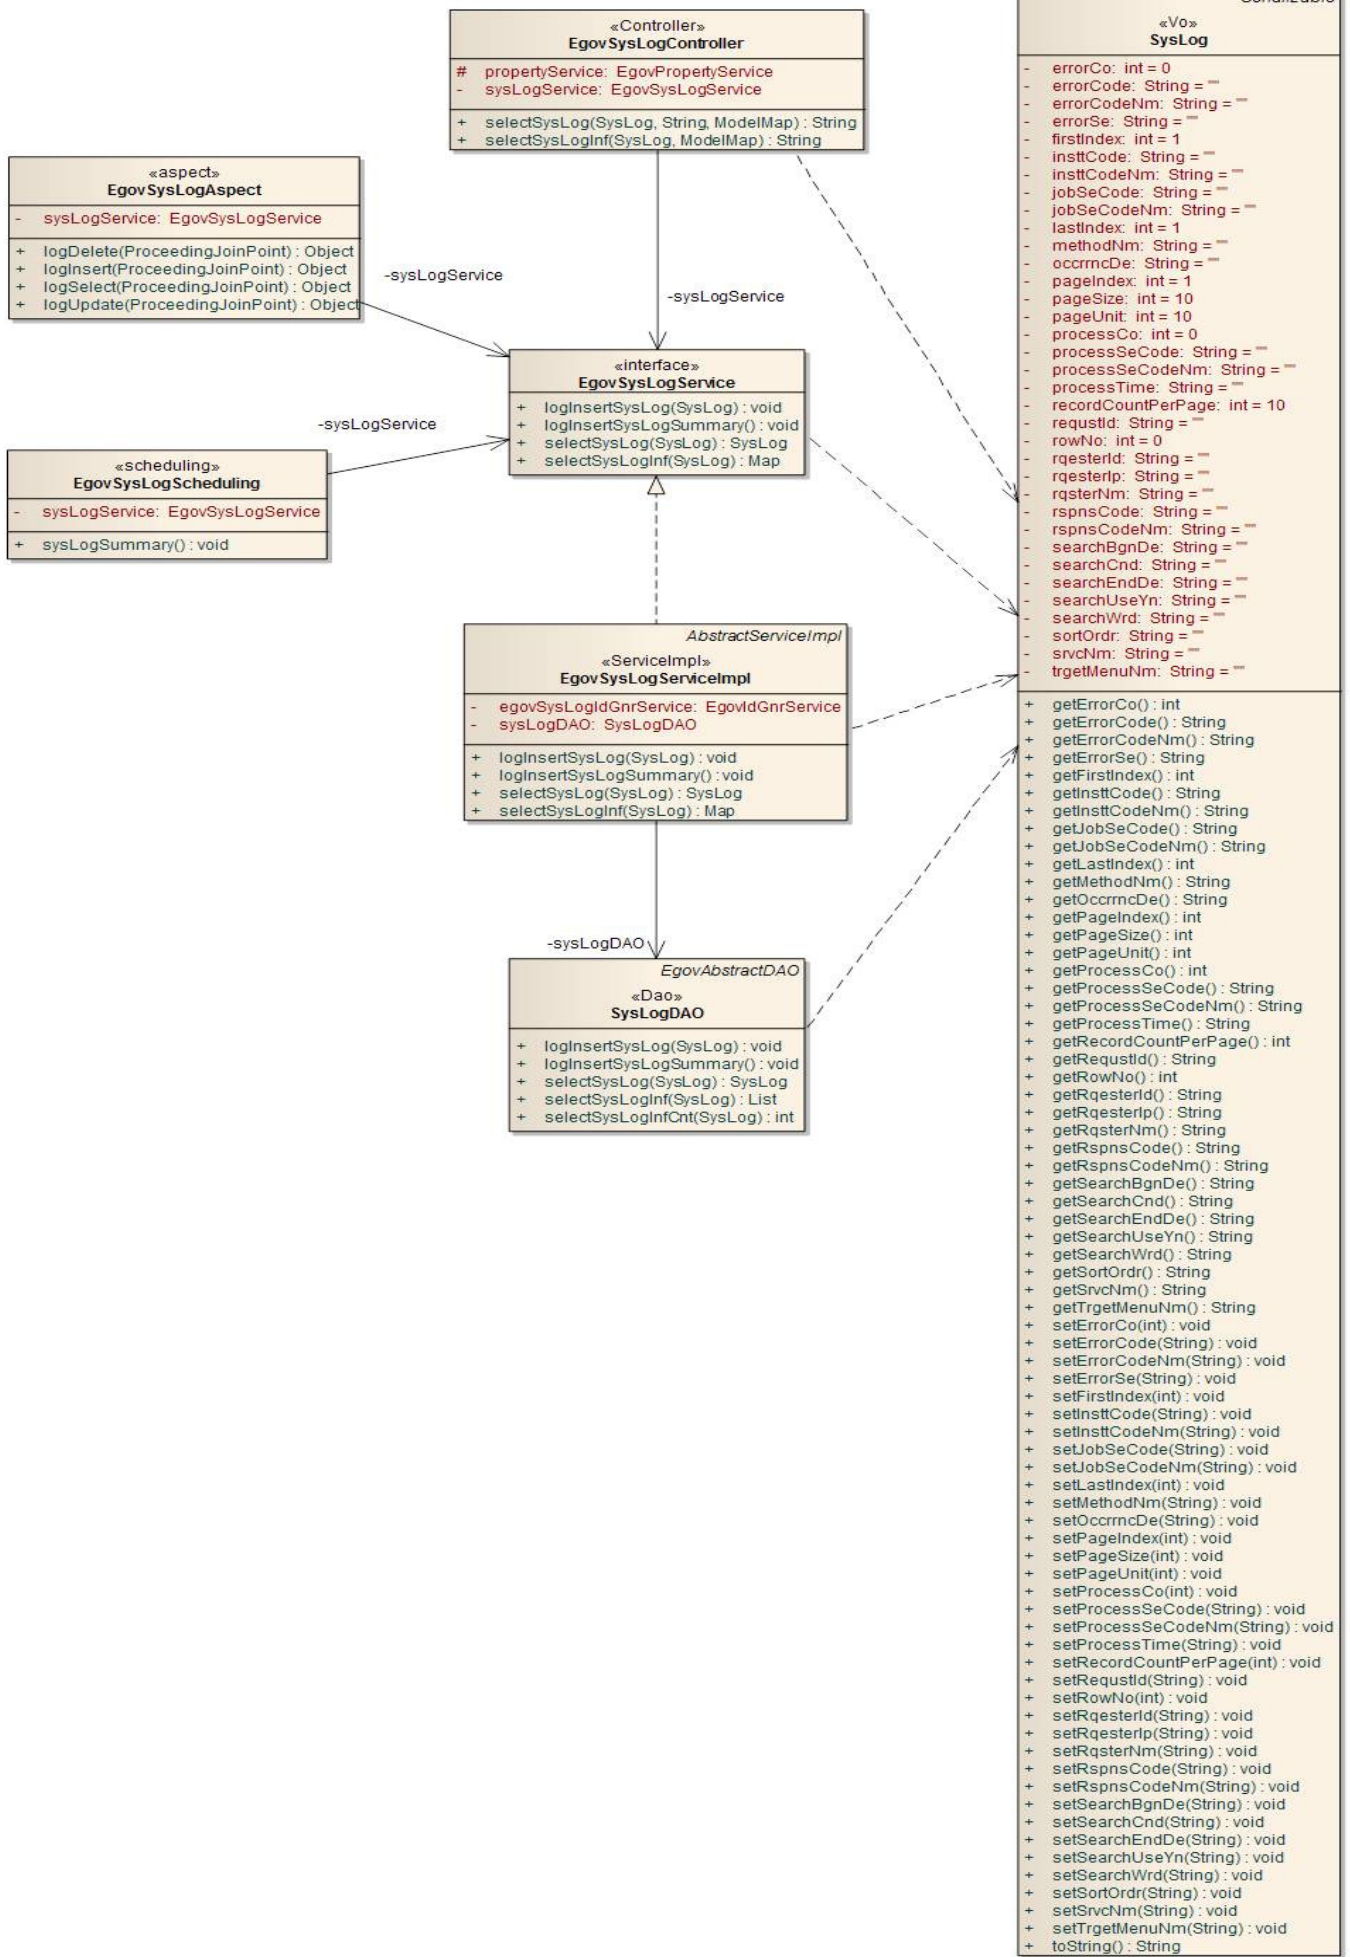 «Controller»
EgovSysLogController
# propertyService: EgovPropertyService
- sysLogService: EgovSysLogService
+ selectSysLog(SysLog, String, ModelMap) : String
+ selectSysLogInf(SysLog, ModelMap) : String
«aspect»
EgovSysLogAspect
- sysLogService: EgovSysLogService
+ logDelete(ProceedingJoinPoint) : Object
+ logInsert(ProceedingJoinPoint) : Object
+ logSelect(ProceedingJoinPoint) : Object
+ logUpdate(ProceedingJoinPoint) : Object
-sysLogService
-sysLogService
«interface»
EgovSysLogService
+ logInsertSysLog(SysLog) : void
+ logInsertSysLogSummary() : void
+ selectSysLog(SysLog) : SysLog
+ selectSysLogInf(SysLog) : Map
-sysLogService
«scheduling»
EgovSysLogScheduling
- sysLogService: EgovSysLogService
+ sysLogSummary() : void
AbstractServiceImpl
«ServiceImpl»
EgovSysLogServiceImpl
- egovSysLogIdGnrService: EgovIdGnrService
- sysLogDAO: SysLogDAO
+ logInsertSysLog(SysLog) : void
+ logInsertSysLogSummary() : void
+ selectSysLog(SysLog) : SysLog
+ selectSysLogInf(SysLog) : Map
-sysLogDAO
EgovAbstractDAO
«Dao»
SysLogDAO
+ logInsertSysLog(SysLog) : void
+ logInsertSysLogSummary() : void
+ selectSysLog(SysLog) : SysLog
+ selectSysLogInf(SysLog) : List
+ selectSysLogInfCnt(SysLog) : int
«Vo»
SysLog
- errorCo: int = 0
- errorCode: String = ""
- errorCodeNm: String = ""
- errorSe: String = ""
- firstIndex: int = 1
- insttCode: String = ""
- insttCodeNm: String = ""
- jobSeCode: String = ""
- jobSeCodeNm: String = ""
- lastIndex: int = 1
- methodNm: String = ""
- occrrncDe: String = ""
- pageIndex: int = 1
- pageSize: int = 10
- pageUnit: int = 10
- processCo: int = 0
- processSeCode: String = ""
- processSeCodeNm: String = ""
- processTime: String = ""
- recordCountPerPage: int = 10
- requstId: String = ""
- rowNo: int = 0
- rqesterId: String = ""
- rqesterIp: String = ""
- rqsterNm: String = ""
- rspnsCode: String = ""
- rspnsCodeNm: String = ""
- searchBgnDe: String = ""
- searchCnd: String = ""
- searchEndDe: String = ""
- searchUseYn: String = ""
- searchWrd: String = ""
- sortOrdr: String = ""
- srvcNm: String = ""
- trgetMenuNm: String = ""
+ getErrorCo() : int
+ getErrorCode() : String
+ getErrorCodeNm() : String
+ getErrorSe() : String
+ getFirstIndex() : int
+ getInsttCode() : String
+ getInsttCodeNm() : String
+ getJobSeCode() : String
+ getJobSeCodeNm() : String
+ getLastIndex() : int
+ getMethodNm() : String
+ getOccrrncDe() : String
+ getPageIndex() : int
+ getPageSize() : int
+ getPageUnit() : int
+ getProcessCo() : int
+ getProcessSeCode() : String
+ getProcessSeCodeNm() : String
+ getProcessTime() : String
+ getRecordCountPerPage() : int
+ getRequstId() : String
+ getRowNo() : int
+ getRqesterId() : String
+ getRqesterIp() : String
+ getRqsterNm() : String
+ getRspnsCode() : String
+ getRspnsCodeNm() : String
+ getSearchBgnDe() : String
+ getSearchCnd() : String
+ getSearchEndDe() : String
+ getSearchUseYn() : String
+ getSearchWrd() : String
+ getSortOrdr() : String
+ getSrvcNm() : String
+ getTrgetMenuNm() : String
+ setErrorCo(int) : void
+ setErrorCode(String) : void
+ setErrorCodeNm(String) : void
+ setErrorSe(String) : void
+ setFirstIndex(int) : void
+ setInsttCode(String) : void
+ setInsttCodeNm(String) : void
+ setJobSeCode(String) : void
+ setJobSeCodeNm(String) : void
+ setLastIndex(int) : void
+ setMethodNm(String) : void
+ setOccrrncDe(String) : void
+ setPageIndex(int) : void
+ setPageSize(int) : void
+ setPageUnit(int) : void
+ setProcessCo(int) : void
+ setProcessSeCode(String) : void
+ setProcessSeCodeNm(String) : void
+ setProcessTime(String) : void
+ setRecordCountPerPage(int) : void
+ setRequstId(String) : void
+ setRowNo(int) : void
+ setRqesterId(String) : void
+ setRqesterIp(String) : void
+ setRqsterNm(String) : void
+ setRspnsCode(String) : void
+ setRspnsCodeNm(String) : void
+ setSearchBgnDe(String) : void
+ setSearchCnd(String) : void
+ setSearchEndDe(String) : void
+ setSearchUseYn(String) : void
+ setSearchWrd(String) : void
+ setSortOrdr(String) : void
+ setSrvcNm(String) : void
+ setTrgetMenuNm(String) : void
+ toString() : String